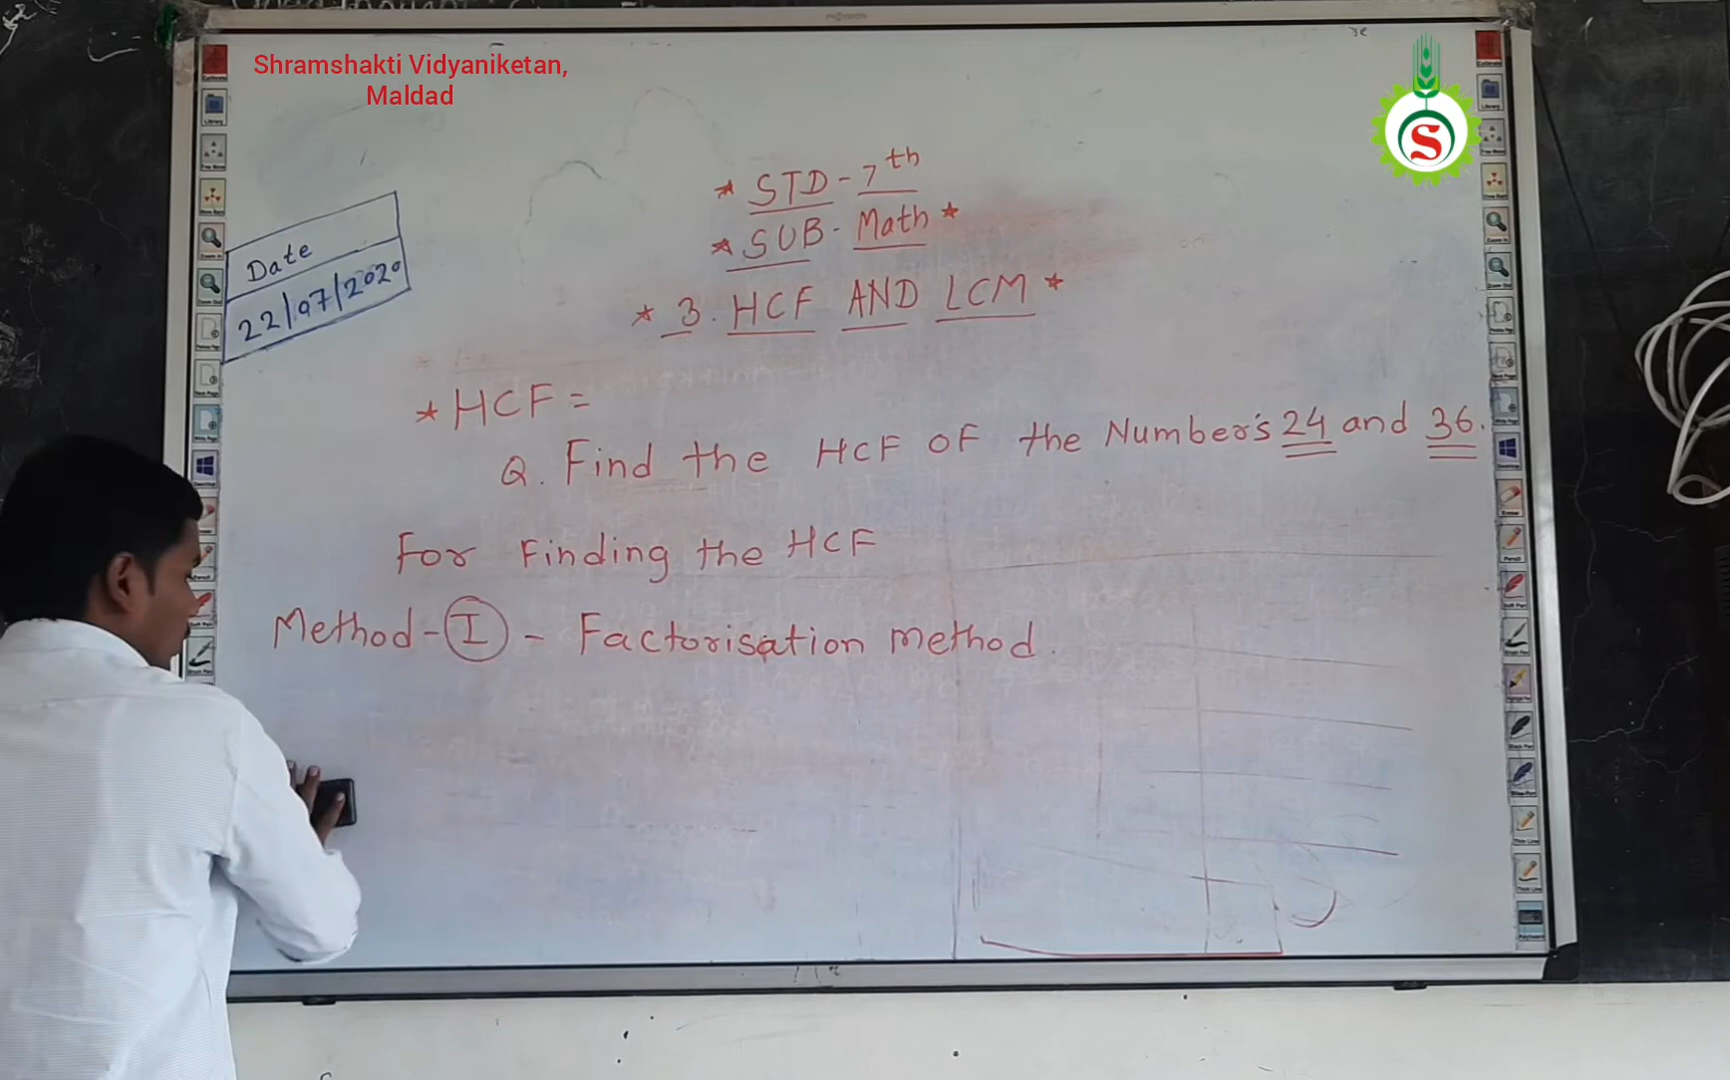 Shramshakti Vidyaniketan,
Maldad
* STD - 7th
* SUB - Math *
* 3. HCF AND LCM *
Date
22/07/2020
* HCF =
Q. Find the HCF OF the Number's 24 and 36.
For Finding the HCF
Method - I - Factorisation method.
S